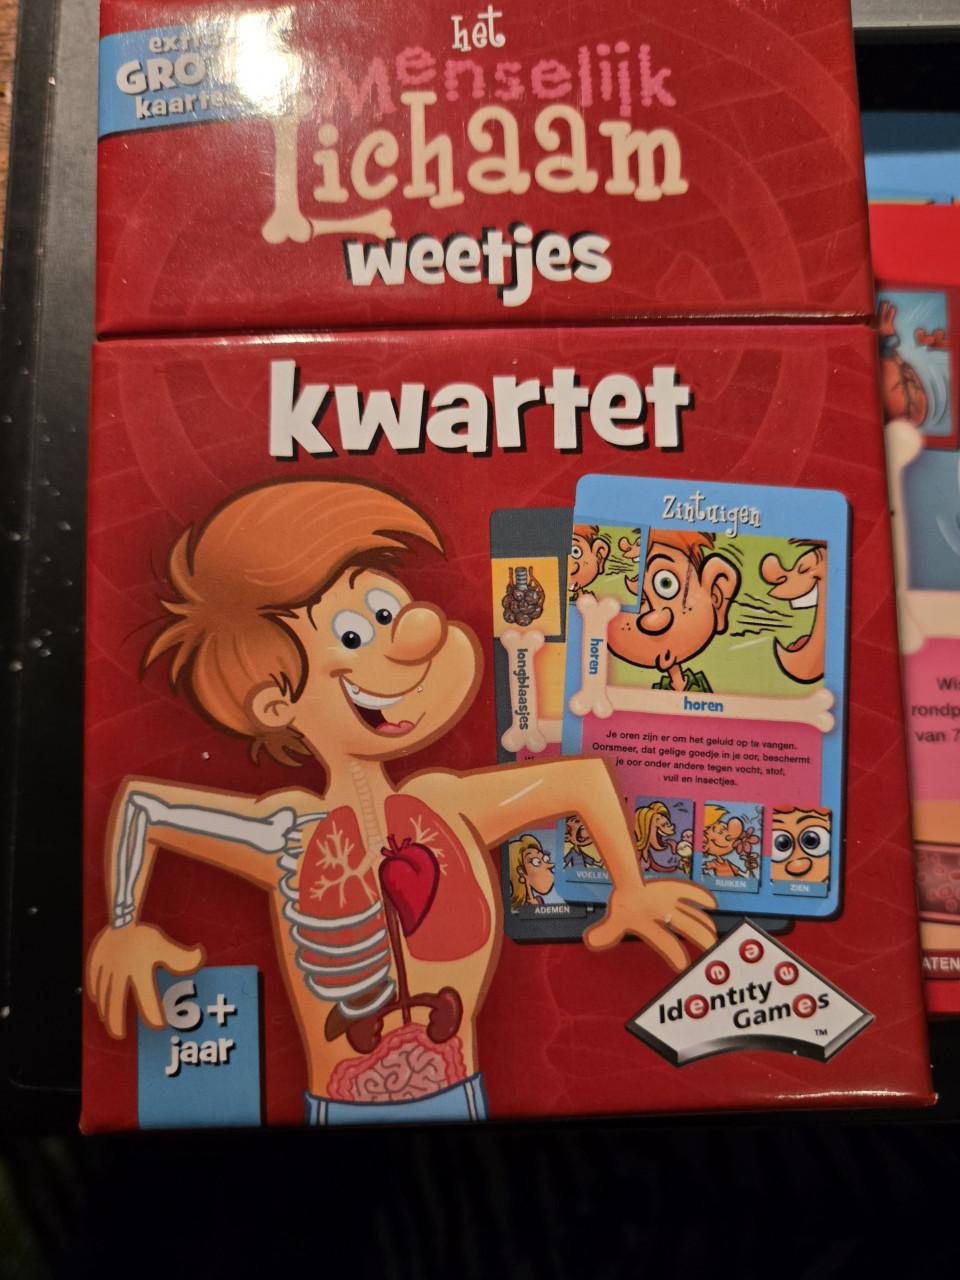 het
Menselijk
Lichaam
weetjes
kwartet
Zintuigen
horen
horen
longblaasjes
Je oren zijn er om het geluid op te vangen.
Oorsmeer, dat gelige goedje in je oor, beschermt
je oor onder andere tegen vocht, stof,
vuil en insectjes.
VOELEN
RUIKEN
ZIEN
ADEMEN
6+
jaar
Identity
Games
TM
van